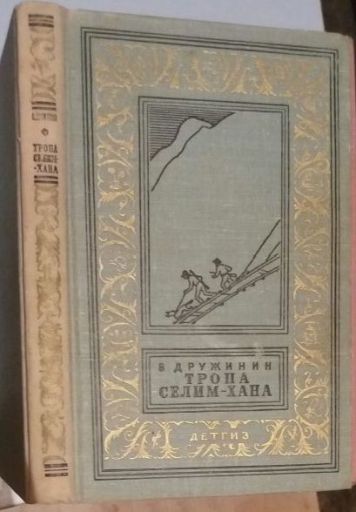 ТРОПА
СЕЛИМ-
-ХАНА
В ДРУЖИНИН
ТРОПА
СЕЛИМ-ХАНА
ДЕТГИЗ